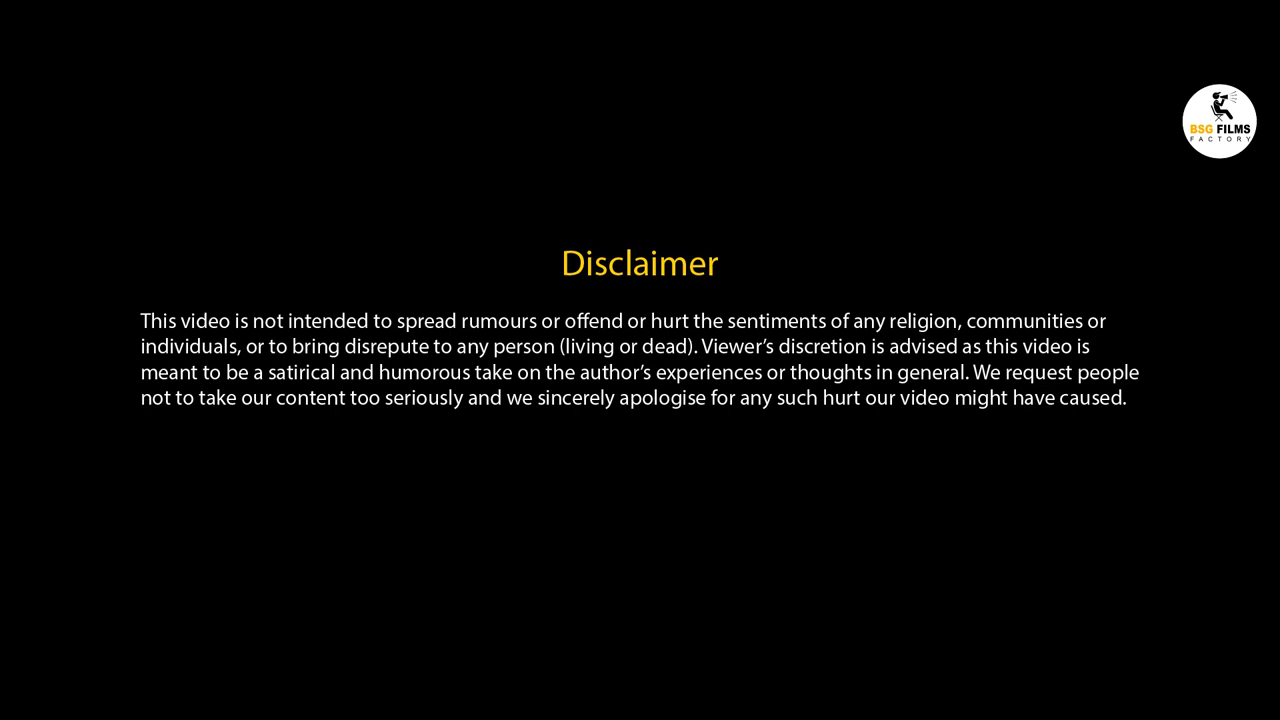 BSG FILMS
FACTORY
Disclaimer
This video is not intended to spread rumours or offend or hurt the sentiments of any religion, communities or
individuals, or to bring disrepute to any person (living or dead). Viewer’s discretion is advised as this video is
meant to be a satirical and humorous take on the author’s experiences or thoughts in general. We request people
not to take our content too seriously and we sincerely apologise for any such hurt our video might have caused.